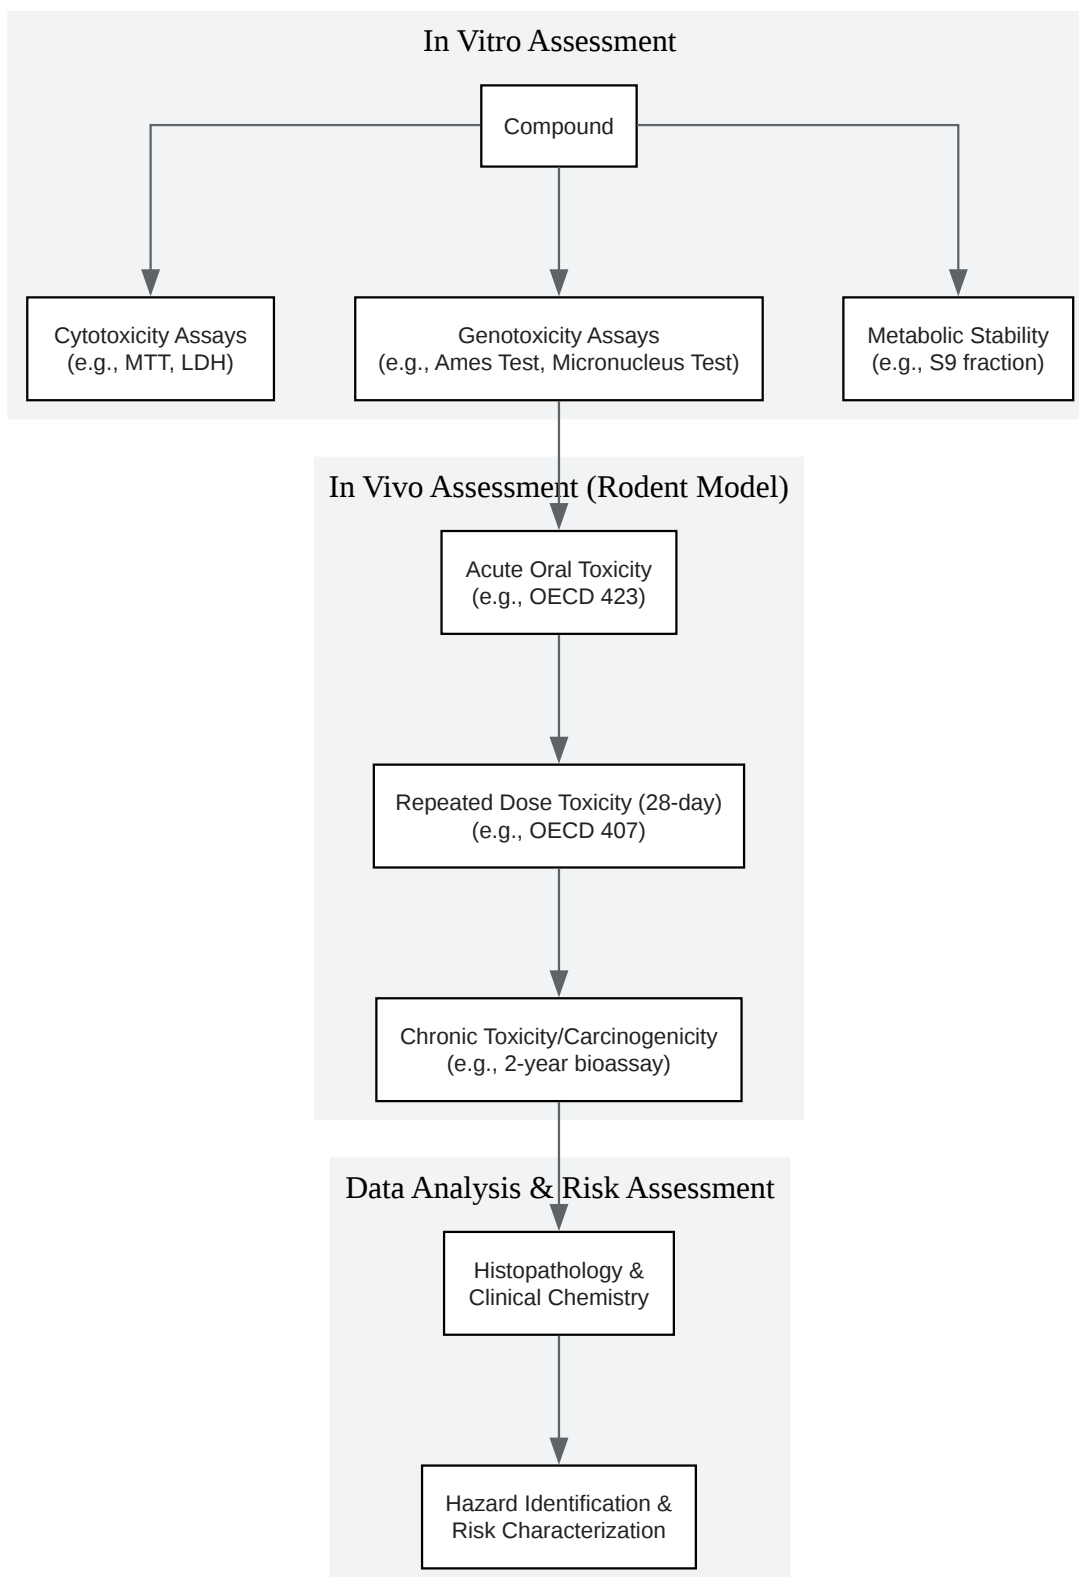 In Vitro Assessment
Compound
Cytotoxicity Assays
(e.g., MTT, LDH)
Genotoxicity Assays
(e.g., Ames Test, Micronucleus Test)
Metabolic Stability
(e.g., S9 fraction)
In Vivo Assessment (Rodent Model)
Acute Oral Toxicity
(e.g., OECD 423)
Repeated Dose Toxicity (28-day)
(e.g., OECD 407)
Chronic Toxicity/Carcinogenicity
(e.g., 2-year bioassay)
Data Analysis & Risk Assessment
Histopathology &
Clinical Chemistry
Hazard Identification &
Risk Characterization